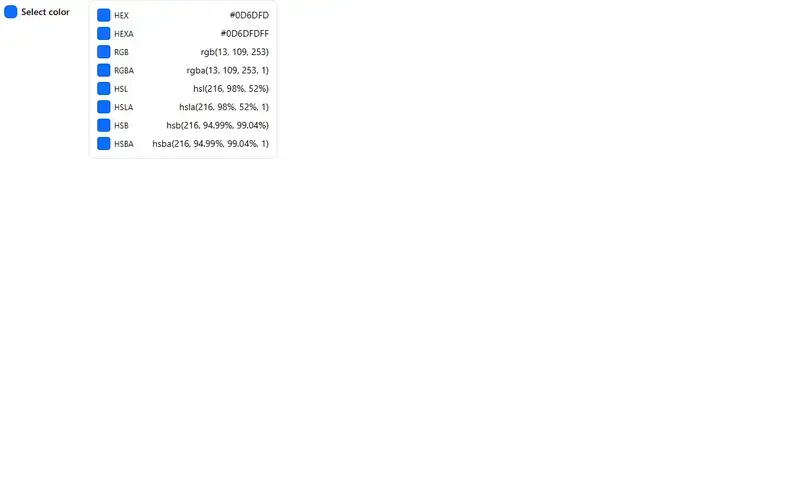 Select color
HEX #0D6DFD
HEXA #0D6DFDFF
RGB rgb(13, 109, 253)
RGBA rgba(13, 109, 253, 1)
HSL hsl(216, 98%, 52%)
HSLA hsla(216, 98%, 52%, 1)
HSB hsb(216, 94.99%, 99.04%)
HSBA hsba(216, 94.99%, 99.04%, 1)